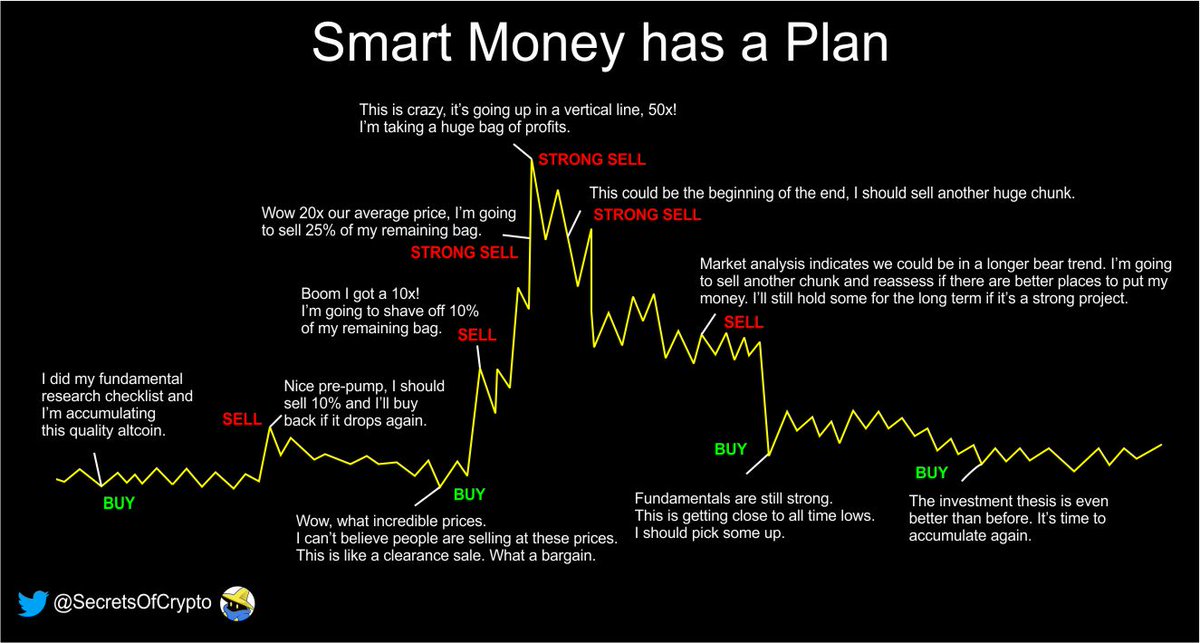 Smart Money has a Plan
This is crazy, it's going up in a vertical line, 50x!
I'm taking a huge bag of profits.
STRONG SELL
This could be the beginning of the end, I should sell another huge chunk.
STRONG SELL
Wow 20x our average price, I'm going
to sell 25% of my remaining bag.
STRONG SELL
Market analysis indicates we could be in a longer bear trend. I'm going
to sell another chunk and reassess if there are better places to put my
money. I'll still hold some for the long term if it's a strong project.
SELL
Boom I got a 10x!
I'm going to shave off 10%
of my remaining bag.
SELL
I did my fundamental
research checklist and
I'm accumulating
this quality altcoin.
BUY
Nice pre-pump, I should
sell 10% and I'll buy
back if it drops again.
SELL
BUY
Wow, what incredible prices.
I can't believe people are selling at these prices.
This is like a clearance sale. What a bargain.
BUY
Fundamentals are still strong.
This is getting close to all time lows.
I should pick some up.
BUY
The investment thesis is even
better than before. It's time to
accumulate again.
@SecretsOfCrypto